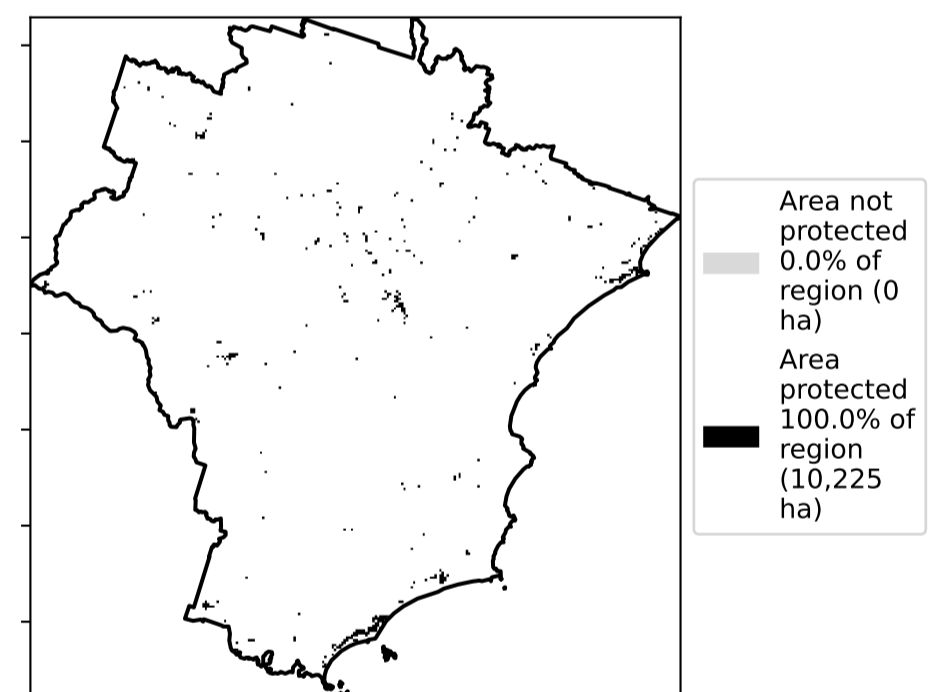 Area not
protected
0.0% of
region (0
ha)
Area
protected
100.0% of
region
(10,225
ha)